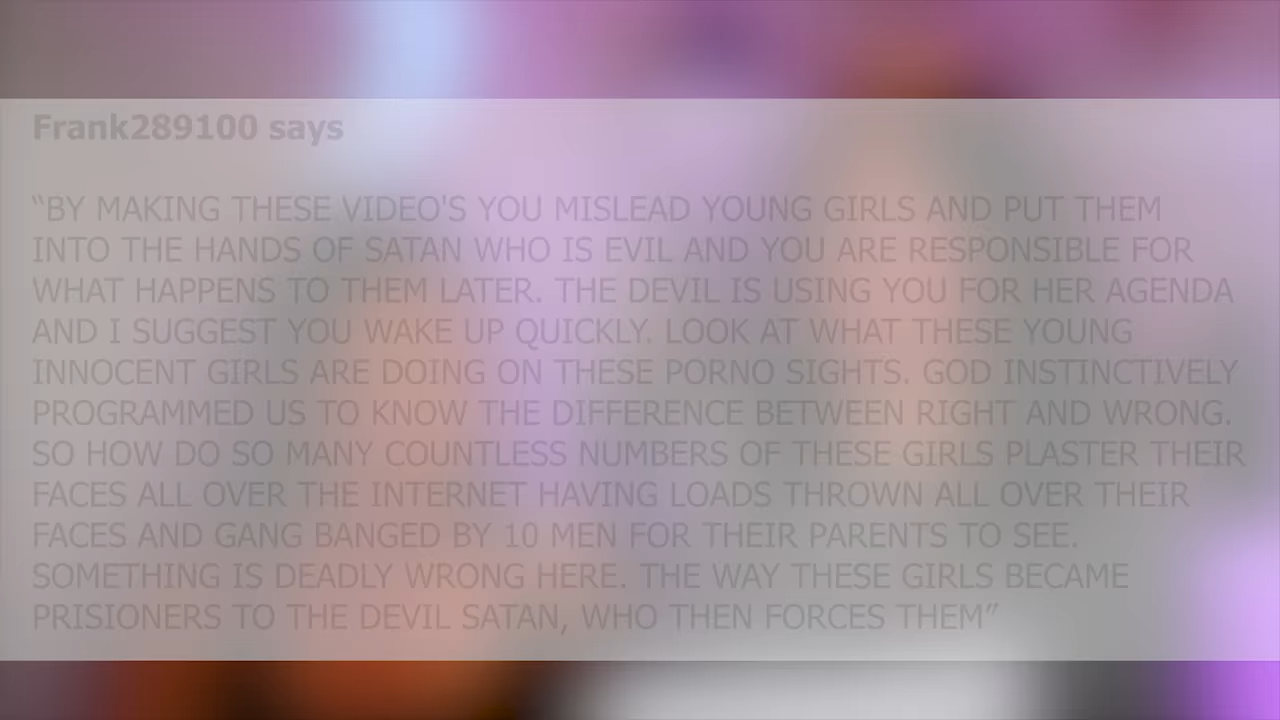 Frank289100 says
“BY MAKING THESE VIDEO'S YOU MISLEAD YOUNG GIRLS AND PUT THEM
INTO THE HANDS OF SATAN WHO IS EVIL AND YOU ARE RESPONSIBLE FOR
WHAT HAPPENS TO THEM LATER. THE DEVIL IS USING YOU FOR HER AGENDA
AND I SUGGEST YOU WAKE UP QUICKLY. LOOK AT WHAT THESE YOUNG
INNOCENT GIRLS ARE DOING ON THESE PORNO SIGHTS. GOD INSTINCTIVELY
PROGRAMMED US TO KNOW THE DIFFERENCE BETWEEN RIGHT AND WRONG.
SO HOW DO SO MANY COUNTLESS NUMBERS OF THESE GIRLS PLASTER THEIR
FACES ALL OVER THE INTERNET HAVING LOADS THROWN ALL OVER THEIR
FACES AND GANG BANGED BY 10 MEN FOR THEIR PARENTS TO SEE.
SOMETHING IS DEADLY WRONG HERE. THE WAY THESE GIRLS BECAME
PRISIONERS TO THE DEVIL SATAN, WHO THEN FORCES THEM”